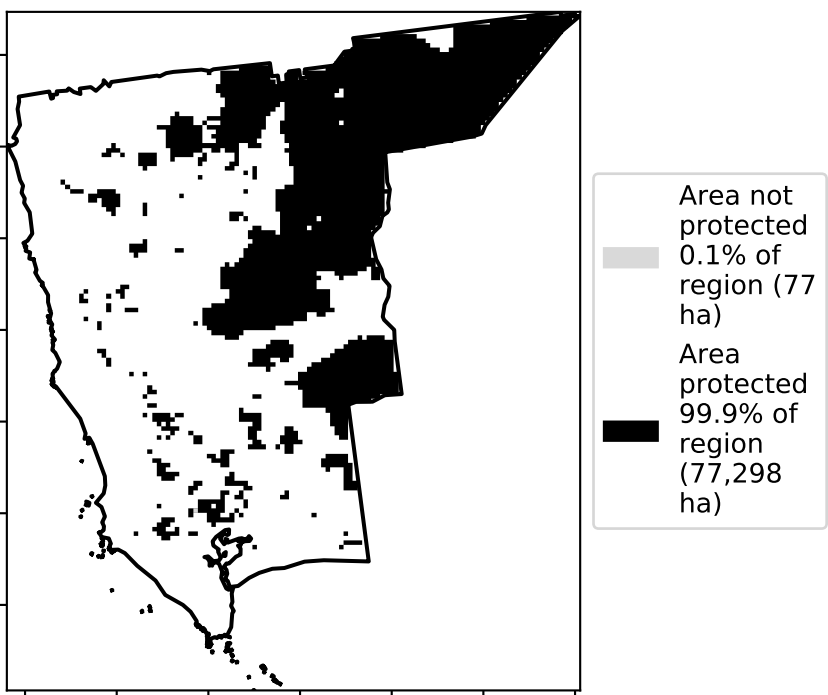 Area not
protected
0.1% of
region (77
ha)
Area
protected
99.9% of
region
(77,298
ha)